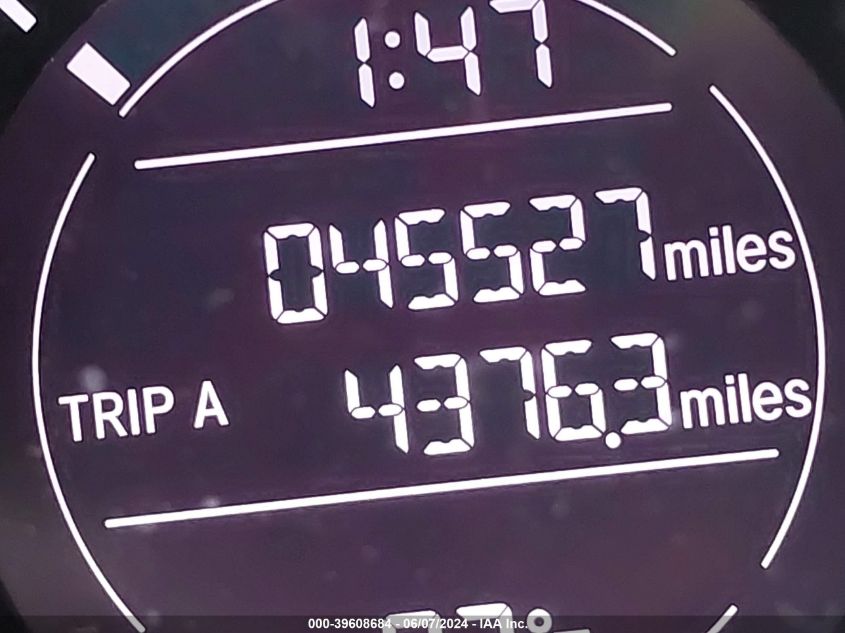 1:47
045527 miles
TRIP A 4376.3 miles
000-39608684 - 06/07/2024 - IAA Inc.